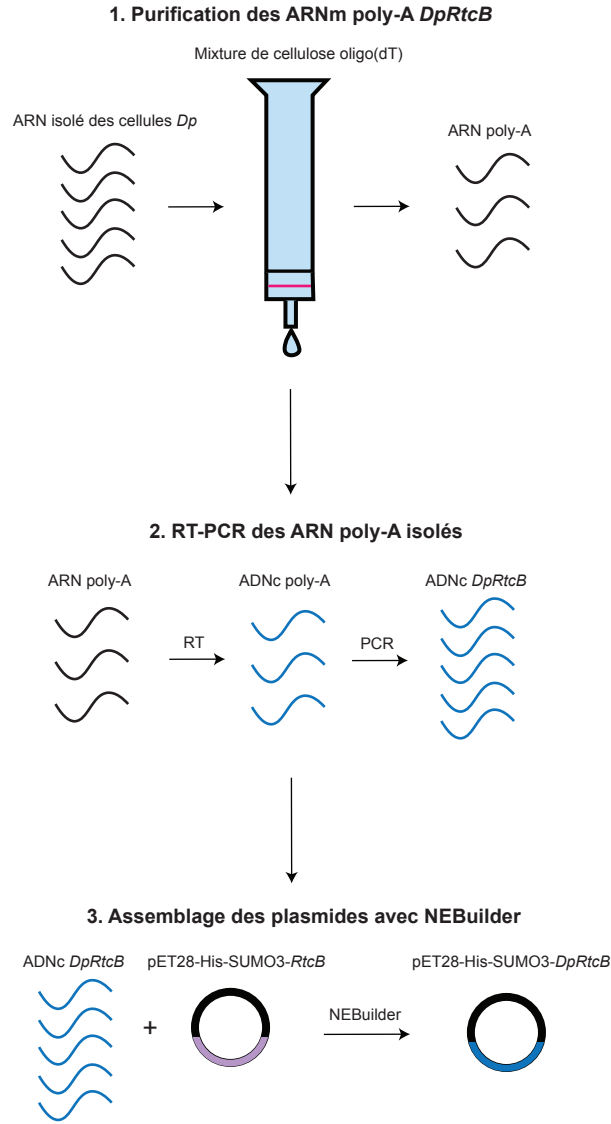 1. Purification des ARNm poly-A DpRtcB
Mixture de cellulose oligo(dT)
ARN isolé des cellules Dp
ARN poly-A
2. RT-PCR des ARN poly-A isolés
ARN poly-A
ADNc poly-A
ADNc DpRtcB
RT
PCR
3. Assemblage des plasmides avec NEBuilder
ADNc DpRtcB
pET28-His-SUMO3-RtcB
pET28-His-SUMO3-DpRtcB
+
NEBuilder